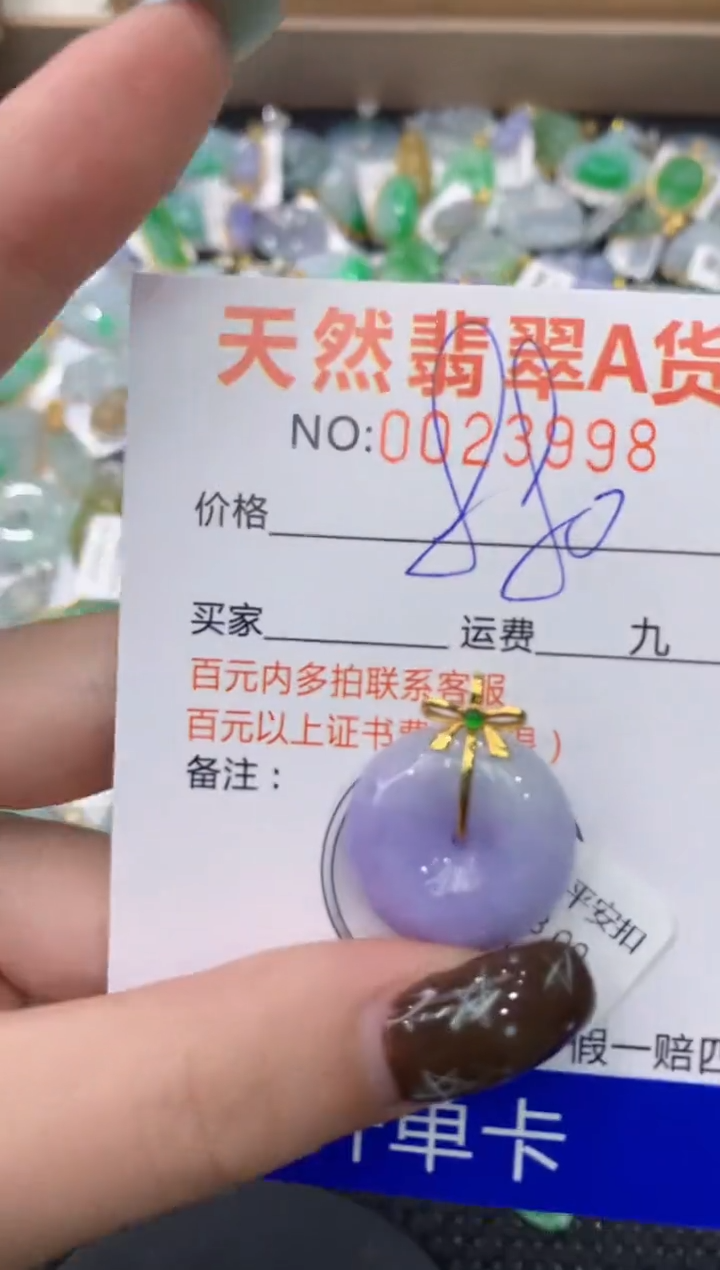 天然翡翠A货
NO:0023998
价格 880
买家 运费 九
百元内多拍联系客服
百元以上证书费
备注：
平安扣
假一赔四
单卡